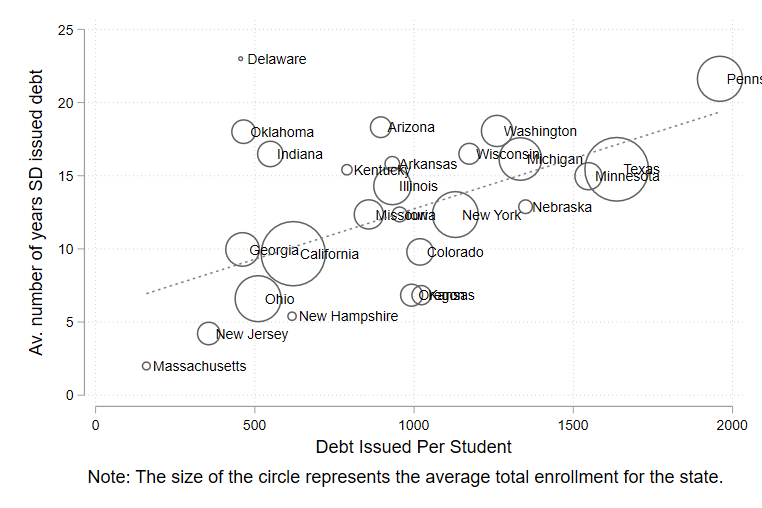 25
Delaware
Penns
20
Oklahoma
Arizona
Washington
Indiana
Wisconsin
Michigan
15
Kentucky
Arkansas
Texas
Minnesota
Illinois
Missouri
Iowa
New York
Nebraska
10
Georgia
California
Colorado
Ohio
Oregon
Kansas
5
New Hampshire
New Jersey
Massachusetts
0
Av. number of years SD issued debt
0 500 1000 1500 2000
Debt Issued Per Student
Note: The size of the circle represents the average total enrollment for the state.